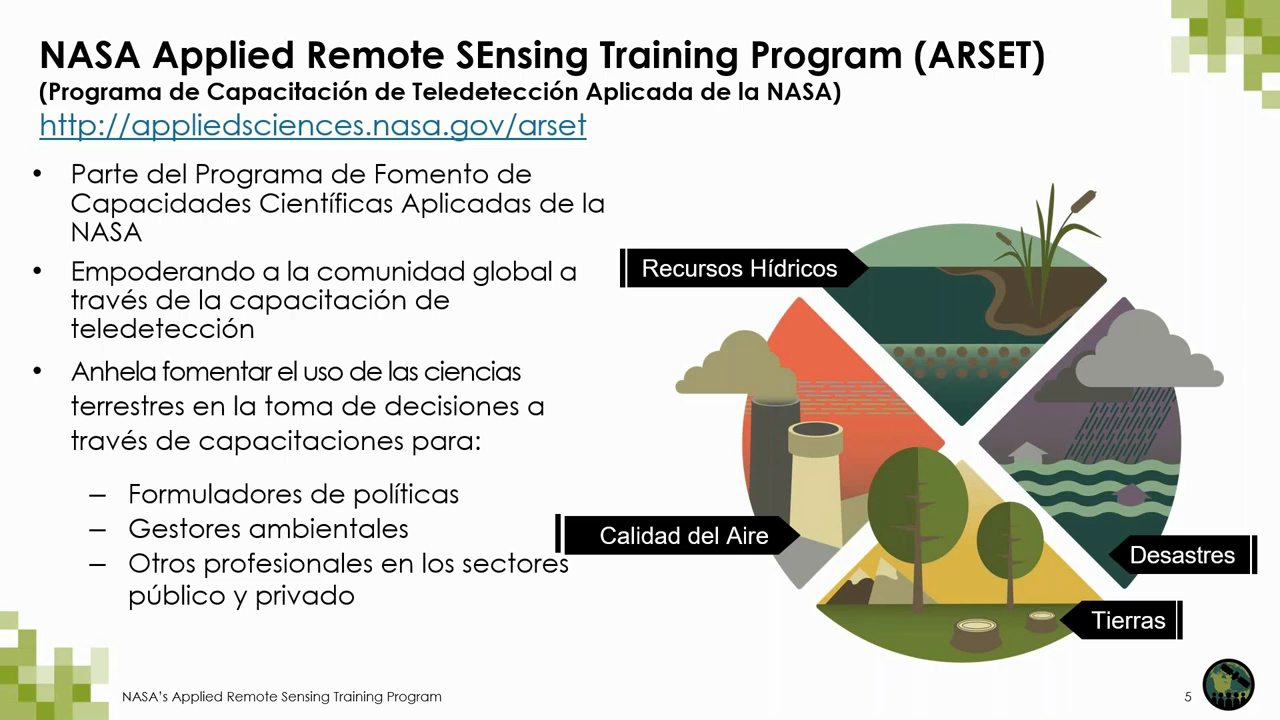 NASA Applied Remote SEnsing Training Program (ARSET)
(Programa de Capacitación de Teledetección Aplicada de la NASA)
http://appliedsciences.nasa.gov/arset
• Parte del Programa de Fomento de
Capacidades Científicas Aplicadas de la
NASA
• Empoderando a la comunidad global a
través de la capacitación de
teledetección
• Anhela fomentar el uso de las ciencias
terrestres en la toma de decisiones a
través de capacitaciones para:
– Formuladores de políticas
– Gestores ambientales
– Otros profesionales en los sectores
público y privado
Recursos Hídricos
Calidad del Aire
Desastres
Tierras
NASA's Applied Remote Sensing Training Program
5